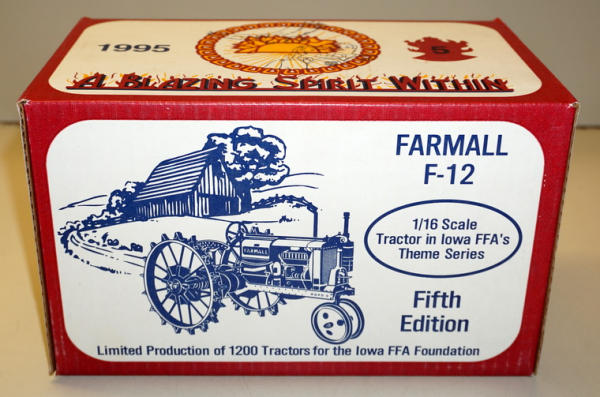 1995
5
A Blazing Spirit Within
FARMALL
F-12
1/16 Scale
Tractor in Iowa FFA's
Theme Series
FARMALL
Fifth
Edition
Limited Production of 1200 Tractors for the Iowa FFA Foundation